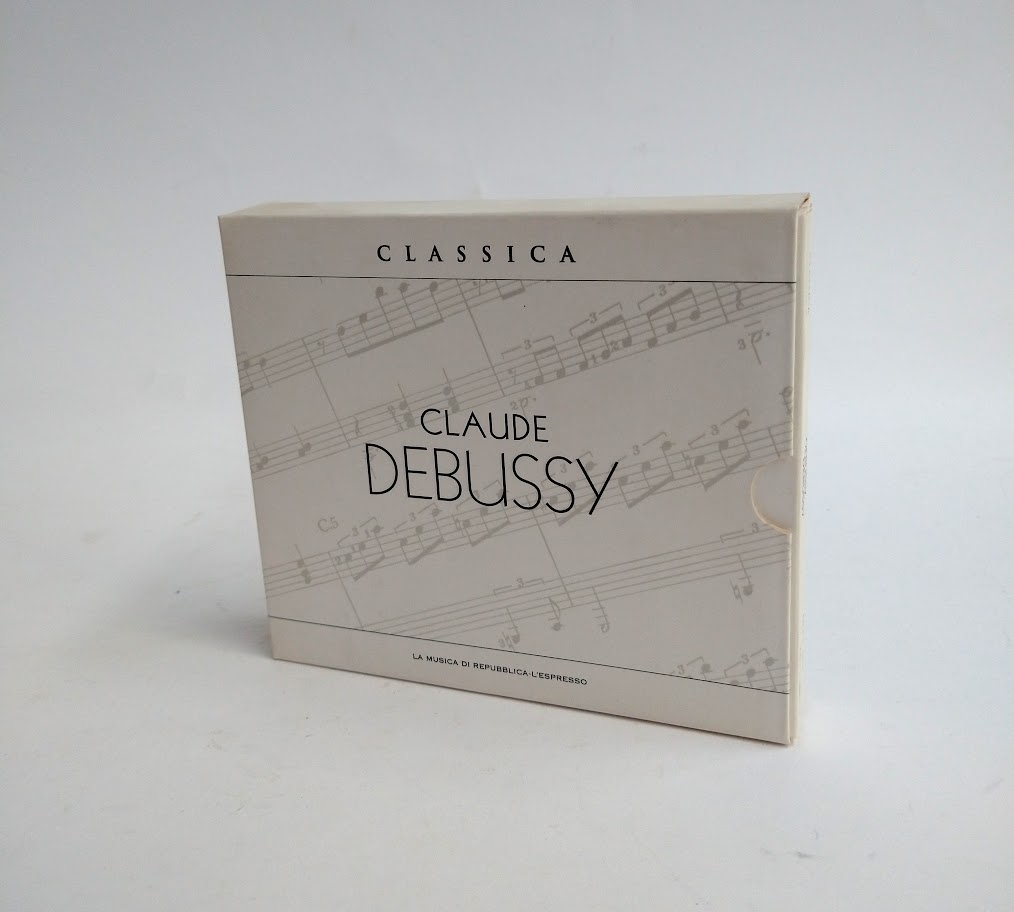 CLASSICA
CLAUDE
DEBUSSY
LA MUSICA DI REPUBBLICA-L'ESPRESSO